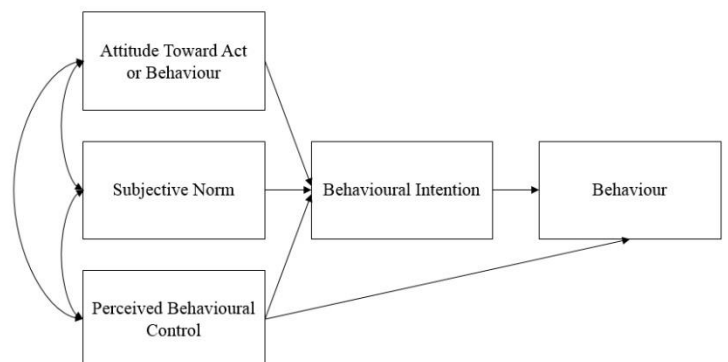 Attitude Toward Act
or Behaviour
Subjective Norm
Behavioural Intention
Behaviour
Perceived Behavioural
Control